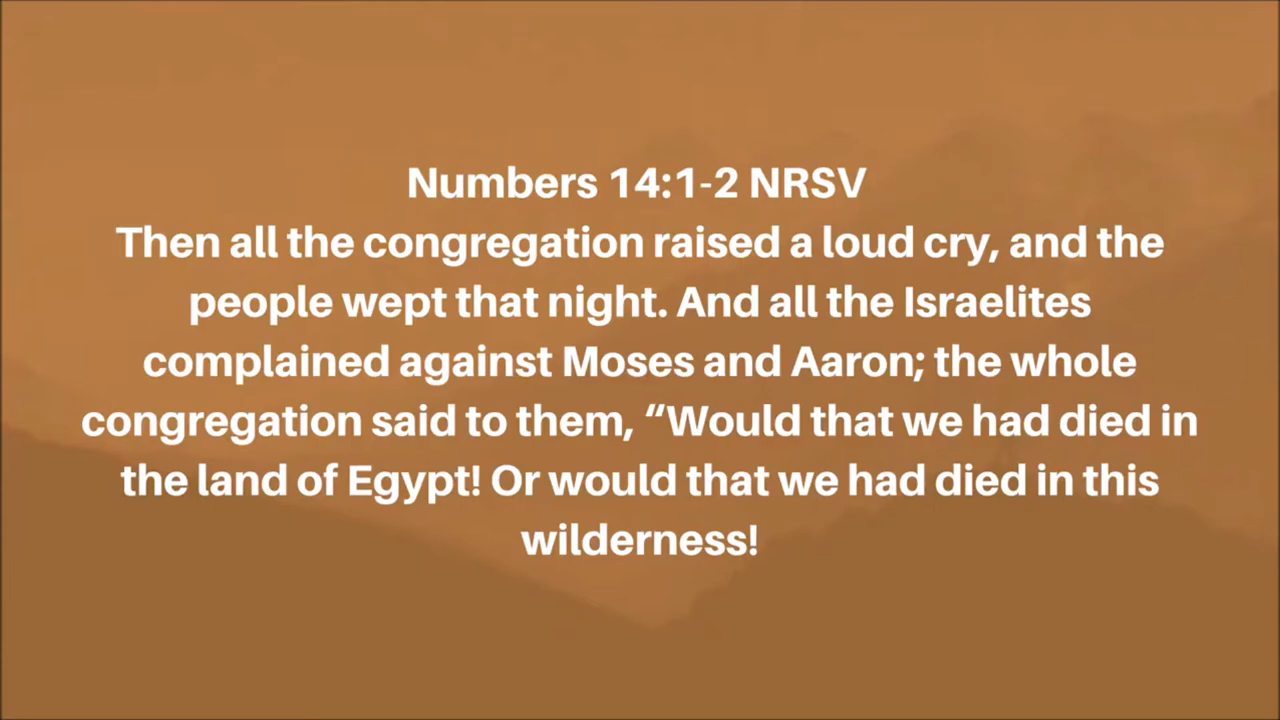 Numbers 14:1-2 NRSV
Then all the congregation raised a loud cry, and the
people wept that night. And all the Israelites
complained against Moses and Aaron; the whole
congregation said to them, “Would that we had died in
the land of Egypt! Or would that we had died in this
wilderness!